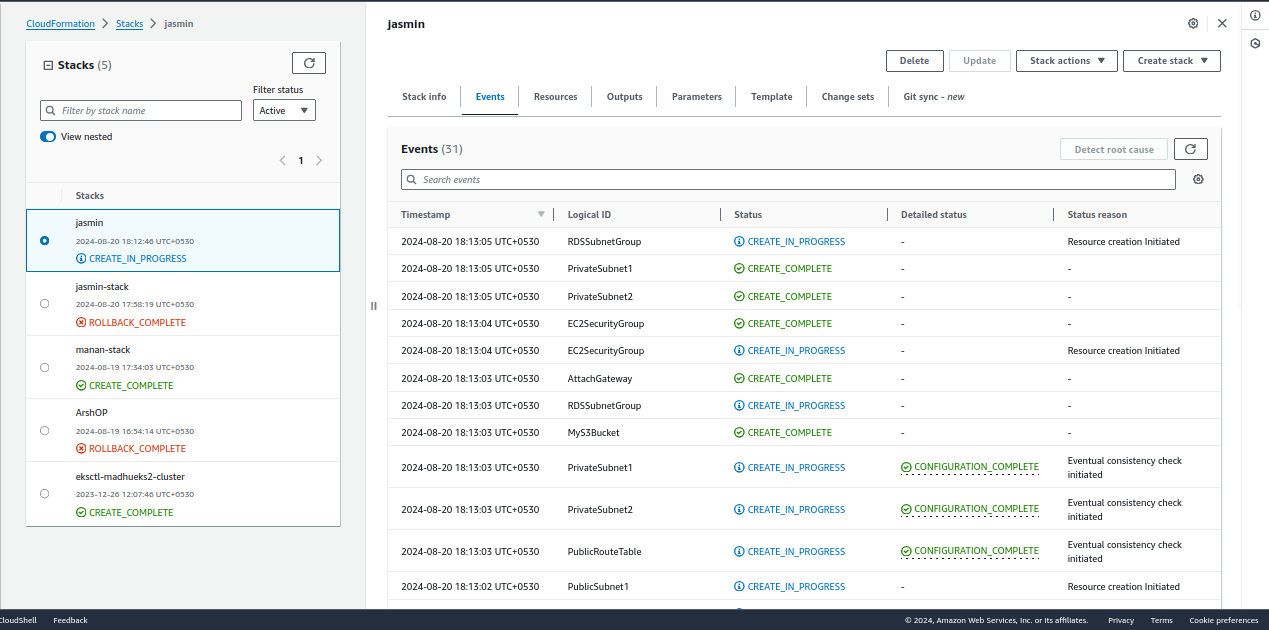 CloudFormation > Stacks > jasmin
Stacks (5)
Filter status
Filter by stack name
Active
View nested
1
Stacks
jasmin
2024-08-20 18:12:46 UTC+0530
CREATE_IN_PROGRESS
jasmin-stack
2024-08-20 17:58:19 UTC+0530
ROLLBACK_COMPLETE
manan-stack
2024-08-19 17:34:03 UTC+0530
CREATE_COMPLETE
ArshOP
2024-08-19 16:54:14 UTC+0530
ROLLBACK_COMPLETE
eksctl-madhueks2-cluster
2023-12-26 12:07:46 UTC+0530
CREATE_COMPLETE
jasmin
Delete Update Stack actions Create stack
Stack info Events Resources Outputs Parameters Template Change sets Git sync - new
Events (31)
Detect root cause
Search events
Timestamp Logical ID Status Detailed status Status reason
2024-08-20 18:13:05 UTC+0530 RDSSubnetGroup CREATE_IN_PROGRESS - Resource creation Initiated
2024-08-20 18:13:05 UTC+0530 PrivateSubnet1 CREATE_COMPLETE - -
2024-08-20 18:13:05 UTC+0530 PrivateSubnet2 CREATE_COMPLETE - -
2024-08-20 18:13:04 UTC+0530 EC2SecurityGroup CREATE_COMPLETE - -
2024-08-20 18:13:04 UTC+0530 EC2SecurityGroup CREATE_IN_PROGRESS - Resource creation Initiated
2024-08-20 18:13:03 UTC+0530 AttachGateway CREATE_COMPLETE - -
2024-08-20 18:13:03 UTC+0530 RDSSubnetGroup CREATE_IN_PROGRESS - -
2024-08-20 18:13:03 UTC+0530 MyS3Bucket CREATE_COMPLETE - -
2024-08-20 18:13:03 UTC+0530 PrivateSubnet1 CREATE_IN_PROGRESS CONFIGURATION_COMPLETE Eventual consistency check
initiated
2024-08-20 18:13:03 UTC+0530 PrivateSubnet2 CREATE_IN_PROGRESS CONFIGURATION_COMPLETE Eventual consistency check
initiated
2024-08-20 18:13:03 UTC+0530 PublicRouteTable CREATE_IN_PROGRESS CONFIGURATION_COMPLETE Eventual consistency check
initiated
2024-08-20 18:13:02 UTC+0530 PublicSubnet1 CREATE_IN_PROGRESS - Resource creation Initiated
CloudShell Feedback © 2024, Amazon Web Services, Inc. or its affiliates. Privacy Terms Cookie preferences